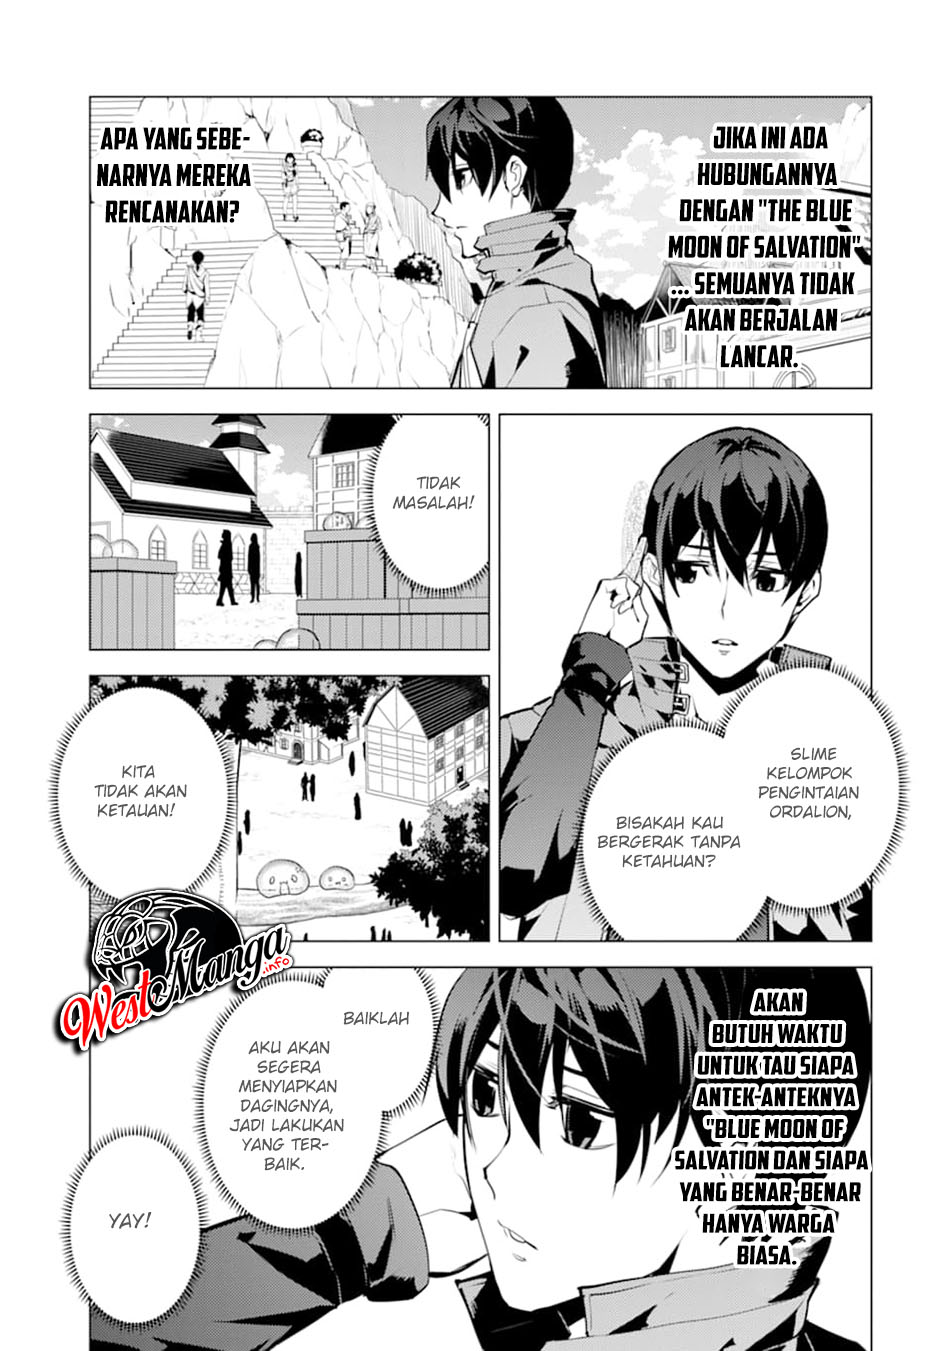 JIKA INI ADA
HUBUNGANNYA
DENGAN "THE BLUE
MOON OF SALVATION"
... SEMUANYA TIDAK
AKAN BERJALAN
LANCAR.
APA YANG SEBE-
NARNYA MEREKA
RENCANAKAN?
SLIME
KELOMPOK
PENGINTAION
ORDALION,
BISAKAH KAU
BERGERAK TANPA
KETAHUAN?
TIDAK
MASALAH!
KITA
TIDAK AKAN
KETAUAN!
AKAN
BUTUH WAKTU
UNTUK TAU SIAPA
ANTEK-ANTEKNYA
"BLUE MOON OF
SALVATION DAN SIAPA
YANG BENAR-BENAR
HANYA WARGA
BIASA.
BAIKLAH
AKU AKAN
SEGERA
MENYIAPKAN
DAGINGNYA,
JADI LAKUKAN
YANG TER-
BAIK.
YAY!
WESTMANGA
.info